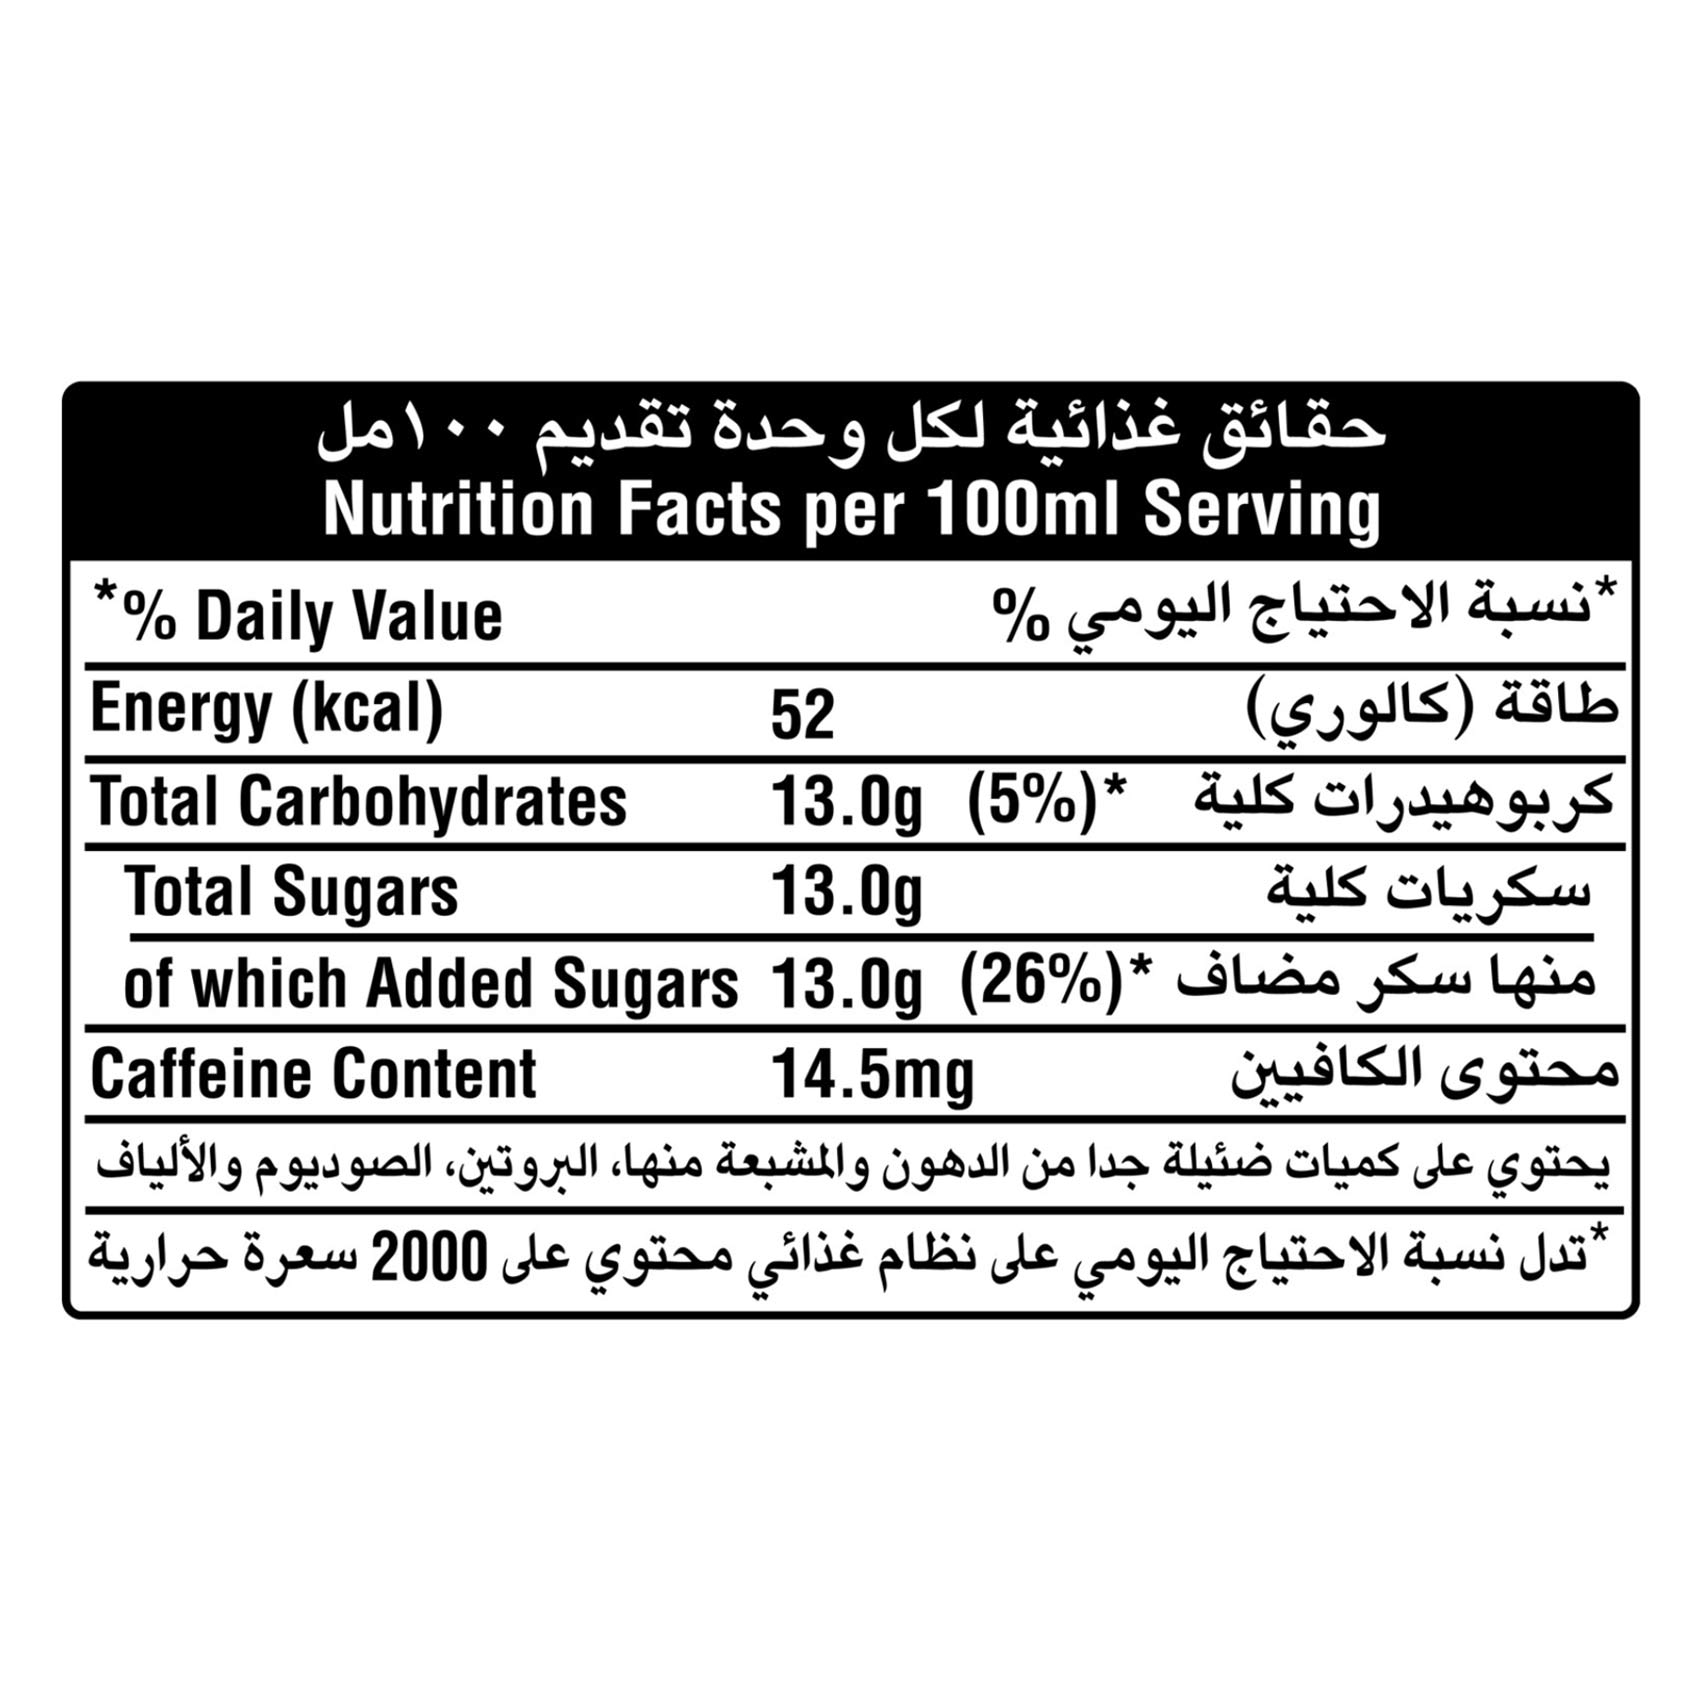 حقائق غذائية لكل وحدة تقديم ١٠٠مل
Nutrition Facts per 100ml Serving
*% Daily Value *نسبة الاحتياج اليومي %
Energy (kcal) 52 طاقة (كالوري)
Total Carbohydrates 13.0g (5%)* كربوهيدرات كلية
Total Sugars 13.0g سكريات كلية
of which Added Sugars 13.0g (26%)* منها سكر مضاف
Caffeine Content 14.5mg محتوى الكافيين
يحتوي على كميات ضئيلة جدا من الدهون والمشبعة منها، البروتين، الصوديوم والألياف
*تدل نسبة الاحتياج اليومي على نظام غذائي محتوي على 2000 سعرة حرارية